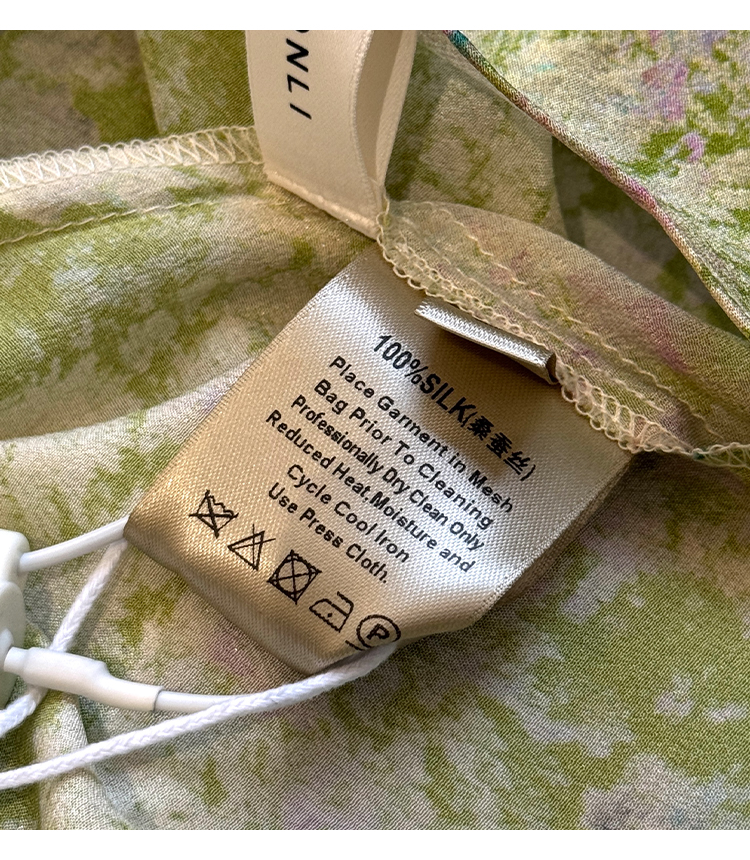 ONLI
100%SILK(桑蚕丝)
Place Garment in Mesh
Bag Prior To Cleaning
Professionally Dry Clean Only
Reduced Heat Moisture and
Cycle Cool Iron
Use Press Cloth.
P